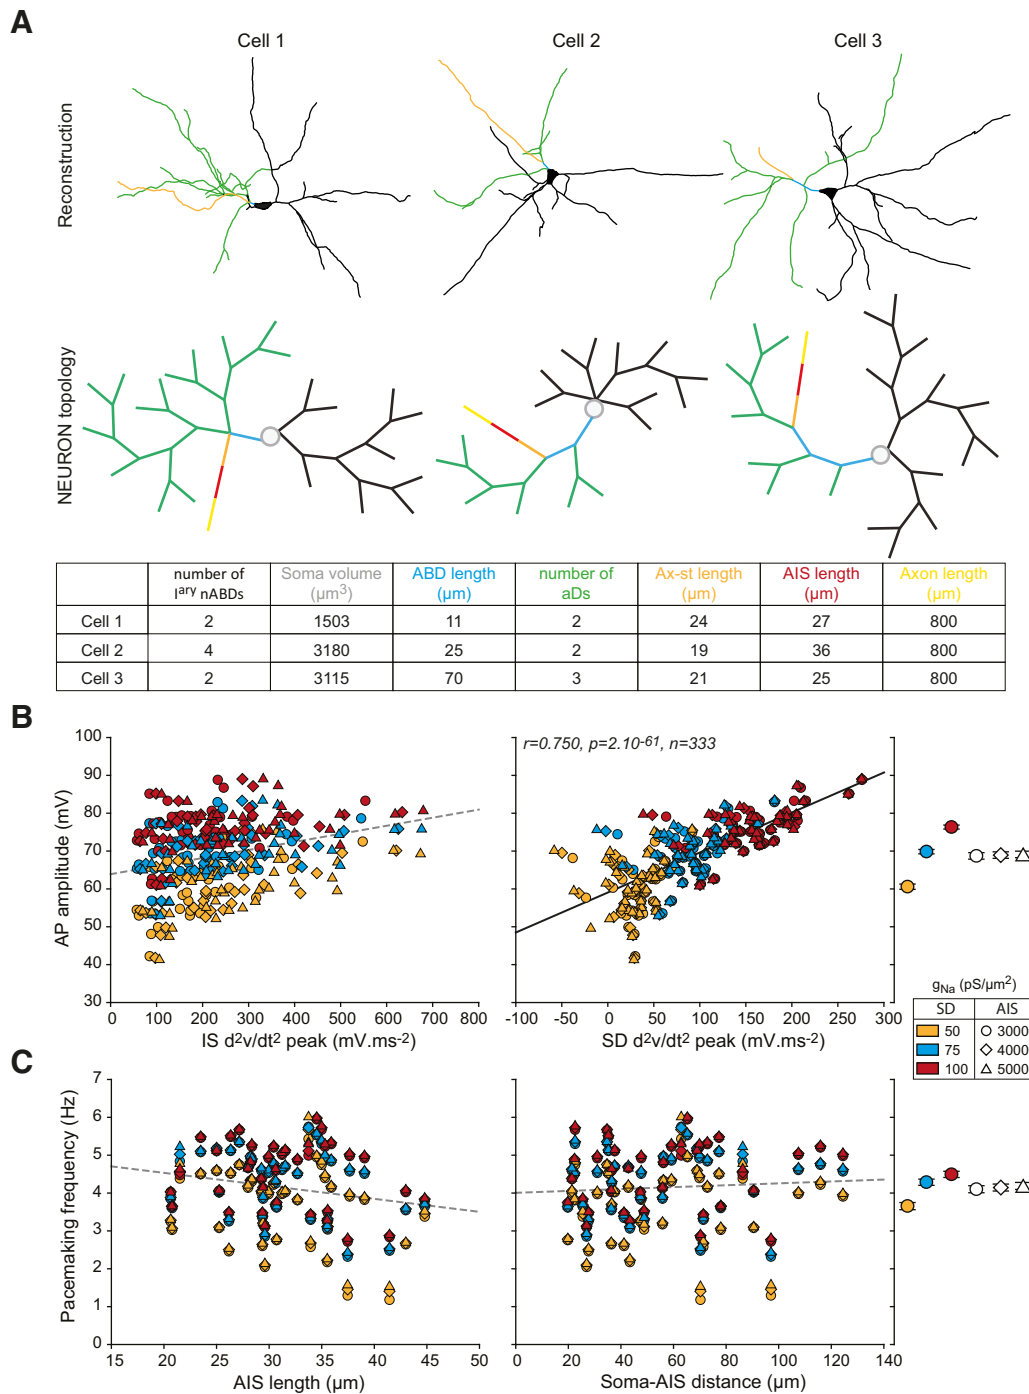 A
Cell 1 Cell 2 Cell 3
Reconstruction
NEURON topology
number of Iary nABDs Soma volume (µm3) ABD length (µm) number of aDs Ax-st length (µm) AIS length (µm) Axon length (µm)
Cell 1 2 1503 11 2 24 27 800
Cell 2 4 3180 25 2 19 36 800
Cell 3 2 3115 70 3 21 25 800
B
AP amplitude (mV)
100
90
80
70
60
50
40
30
0 100 200 300 400 500 600 700 800
IS d2v/dt2 peak (mV.ms-2)
r=0.750, p=2.10-61, n=333
-100 -50 0 50 100 150 200 250 300
SD d2v/dt2 peak (mV.ms-2)
gNa (pS/µm2)
SD AIS
50 3000
75 4000
100 5000
C
Pacemaking frequency (Hz)
7
6
5
4
3
2
1
0
15 20 25 30 35 40 45 50
AIS length (µm)
0 20 40 60 80 100 120 140
Soma-AIS distance (µm)